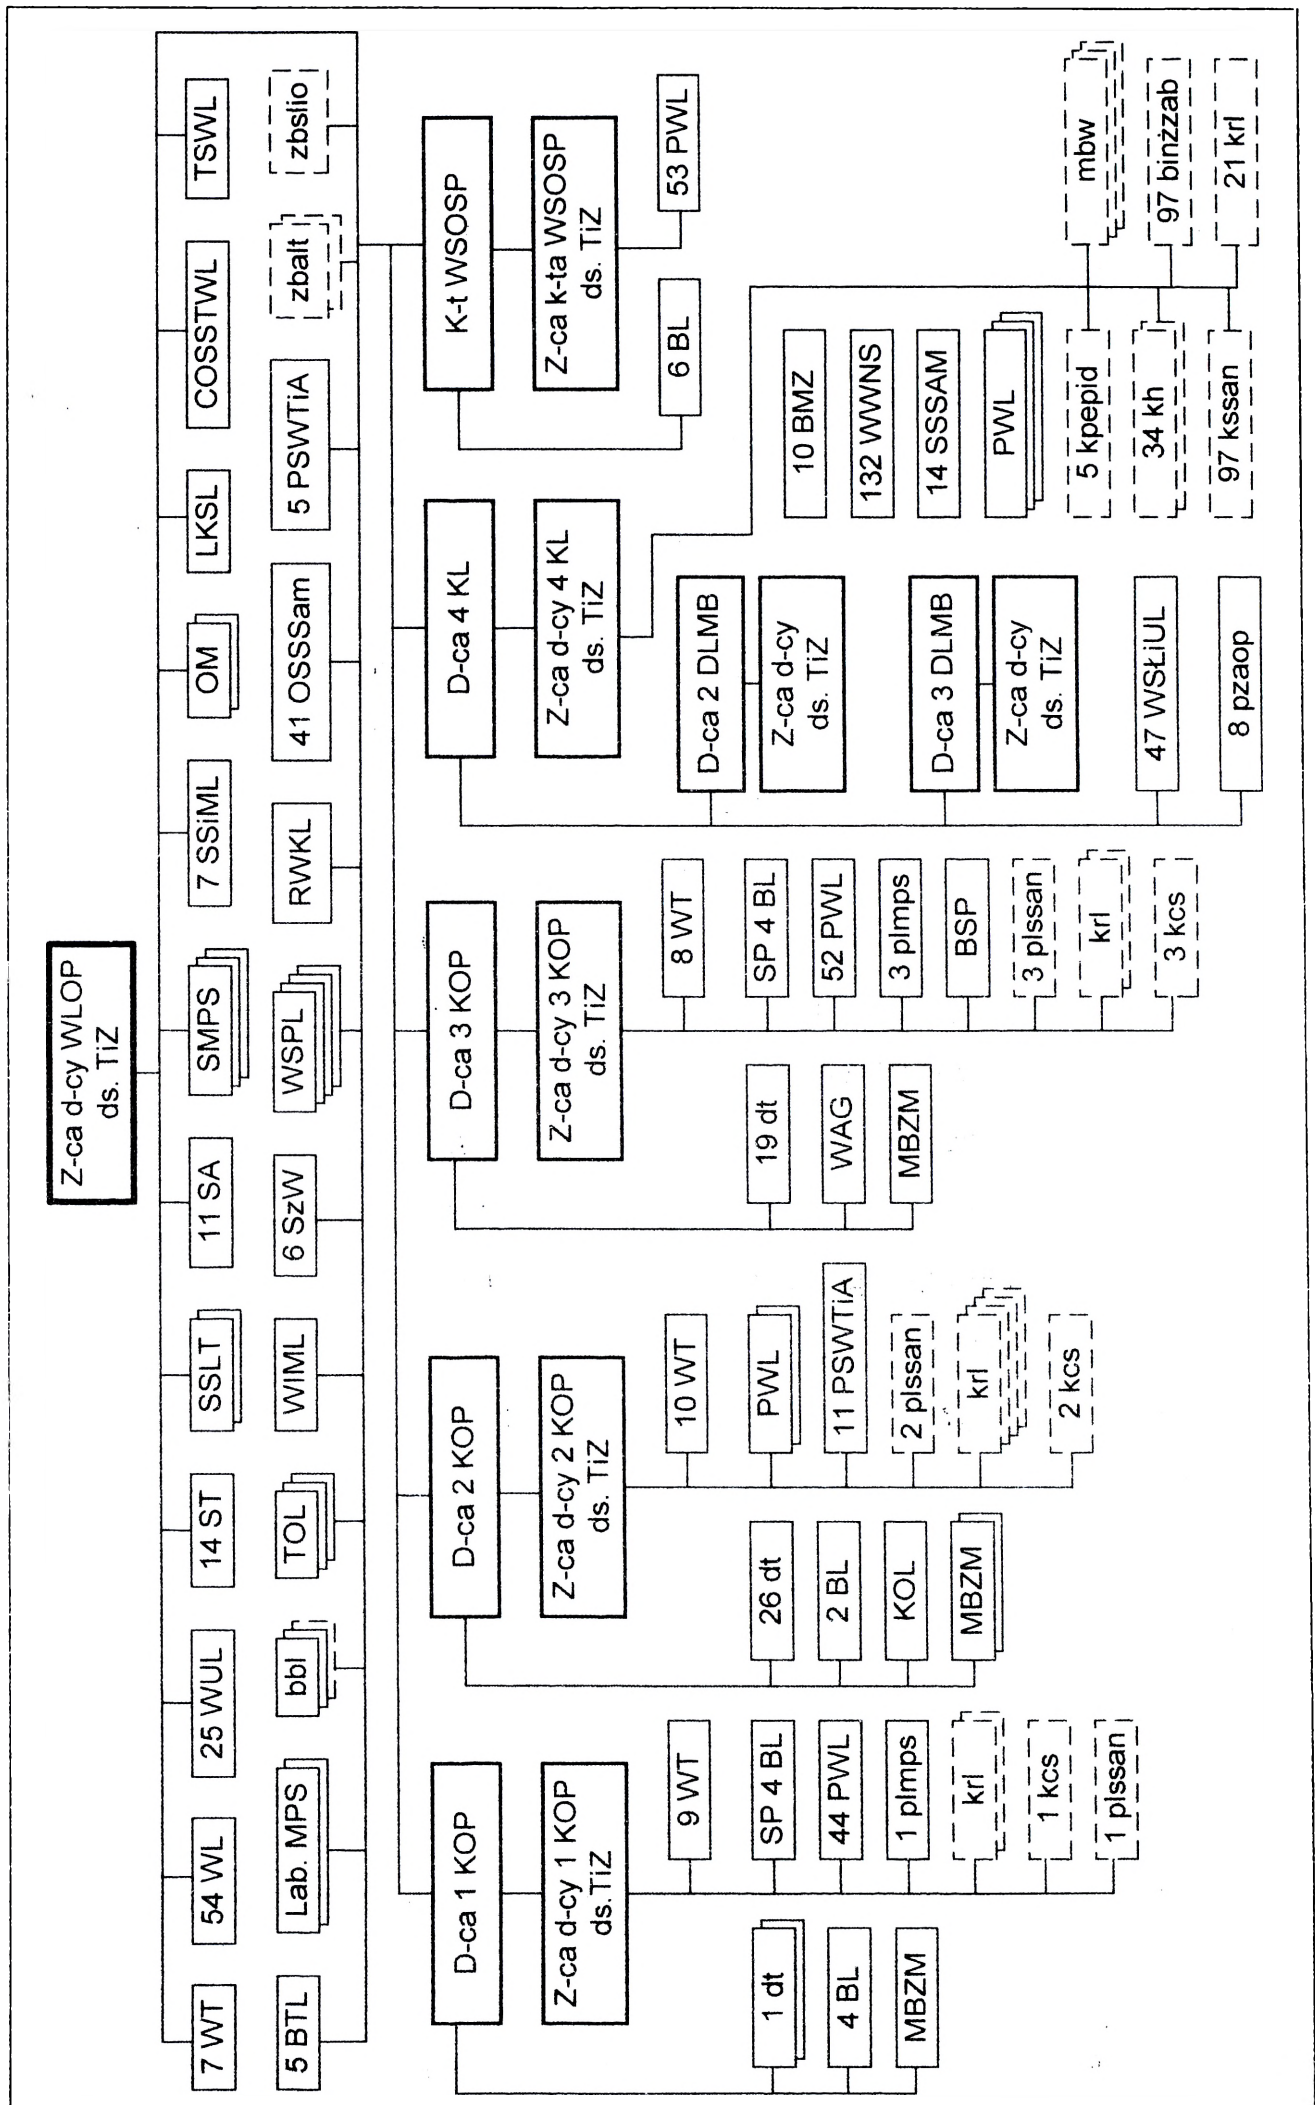 Z-ca d-cy WLOP
ds. TiZ
7 WT
54 WL
25 WUL
14 ST
SSLT
11 SA
SMPS
7 SSiML
OM
LKSL
COSSTWL
TSWL
5 BTL
Lab. MPS
bbl
TOL
WIML
6 SzW
WSPL
RWKL
41 OSSSam
5 PSWTiA
zbalt
zbslio
D-ca 1 KOP
Z-ca d-cy 1 KOP
ds.TiZ
1 dt
4 BL
MBZM
9 WT
SP 4 BL
44 PWL
1 plmps
krl
1 kcs
1 plssan
D-ca 2 KOP
Z-ca d-cy 2 KOP
ds. TiZ
26 dt
2 BL
KOL
MBZM
10 WT
PWL
11 PSWTiA
2 plssan
krl
2 kcs
D-ca 3 KOP
Z-ca d-cy 3 KOP
ds. TiZ
19 dt
WAG
MBZM
8 WT
SP 4 BL
52 PWL
3 plmps
BSP
3 plssan
krl
3 kcs
D-ca 4 KL
Z-ca d-cy 4 KL
ds. TiZ
D-ca 2 DLMB
Z-ca d-cy
ds. TiZ
D-ca 3 DLMB
Z-ca d-cy
ds. TiZ
47 WSŁiUL
8 pzaop
10 BMZ
132 WWNS
14 SSSAM
PWL
5 kpepid
34 kh
97 kssan
mbw
97 binżzab
21 krl
K-t WSOSP
Z-ca k-ta WSOSP
ds. TiZ
6 BL
53 PWL